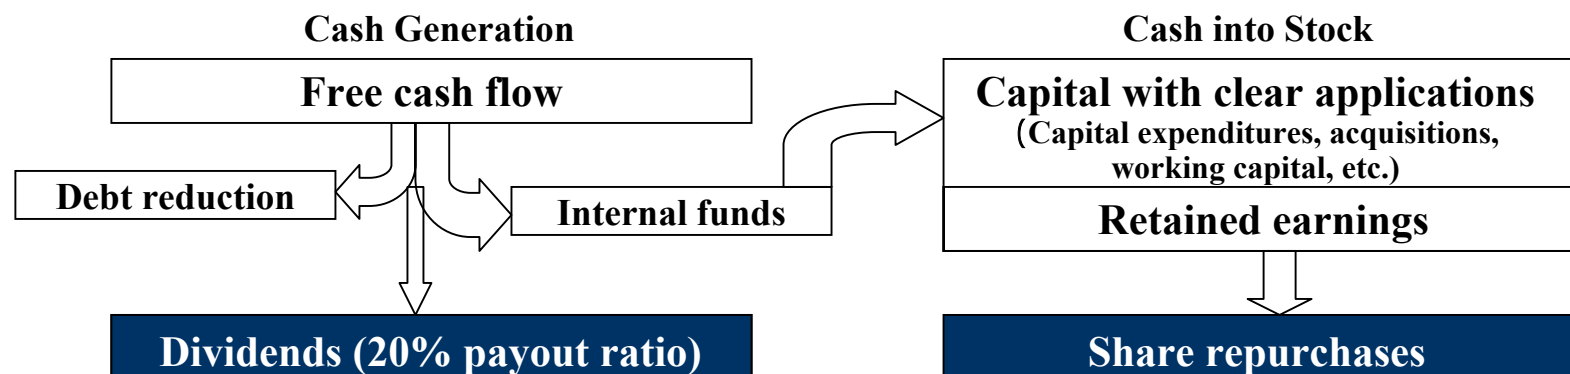 Cash Generation
Free cash flow
Debt reduction
Internal funds
Dividends (20% payout ratio)
Cash into Stock
Capital with clear applications
(Capital expenditures, acquisitions,
working capital, etc.)
Retained earnings
Share repurchases